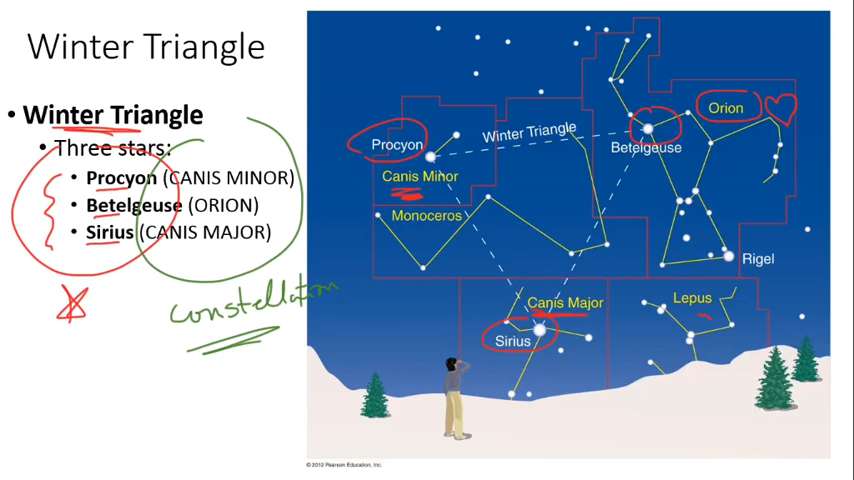 Winter Triangle
• Winter Triangle
• Three stars:
• Procyon (CANIS MINOR)
• Betelgeuse (ORION)
• Sirius (CANIS MAJOR)
constellation
Orion
Procyon
Winter Triangle
Betelgeuse
Canis Minor
Monoceros
Rigel
Canis Major
Lepus
Sirius
© 2012 Pearson Education, Inc.